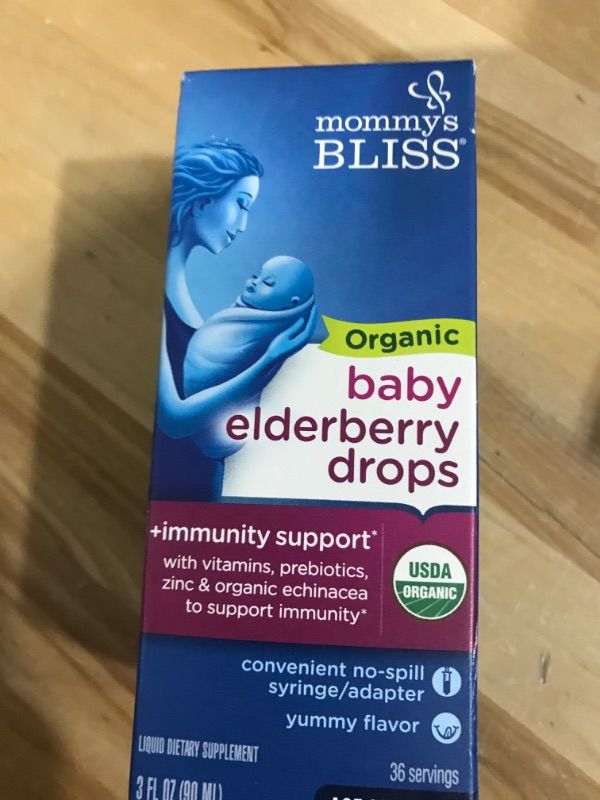 mommy's
BLISS®
Organic
baby
elderberry
drops
+immunity support*
with vitamins, prebiotics,
zinc & organic echinacea
to support immunity*
USDA
ORGANIC
convenient no-spill
syringe/adapter
yummy flavor
LIQUID DIETARY SUPPLEMENT
3 FL OZ (90 ML)
36 servings